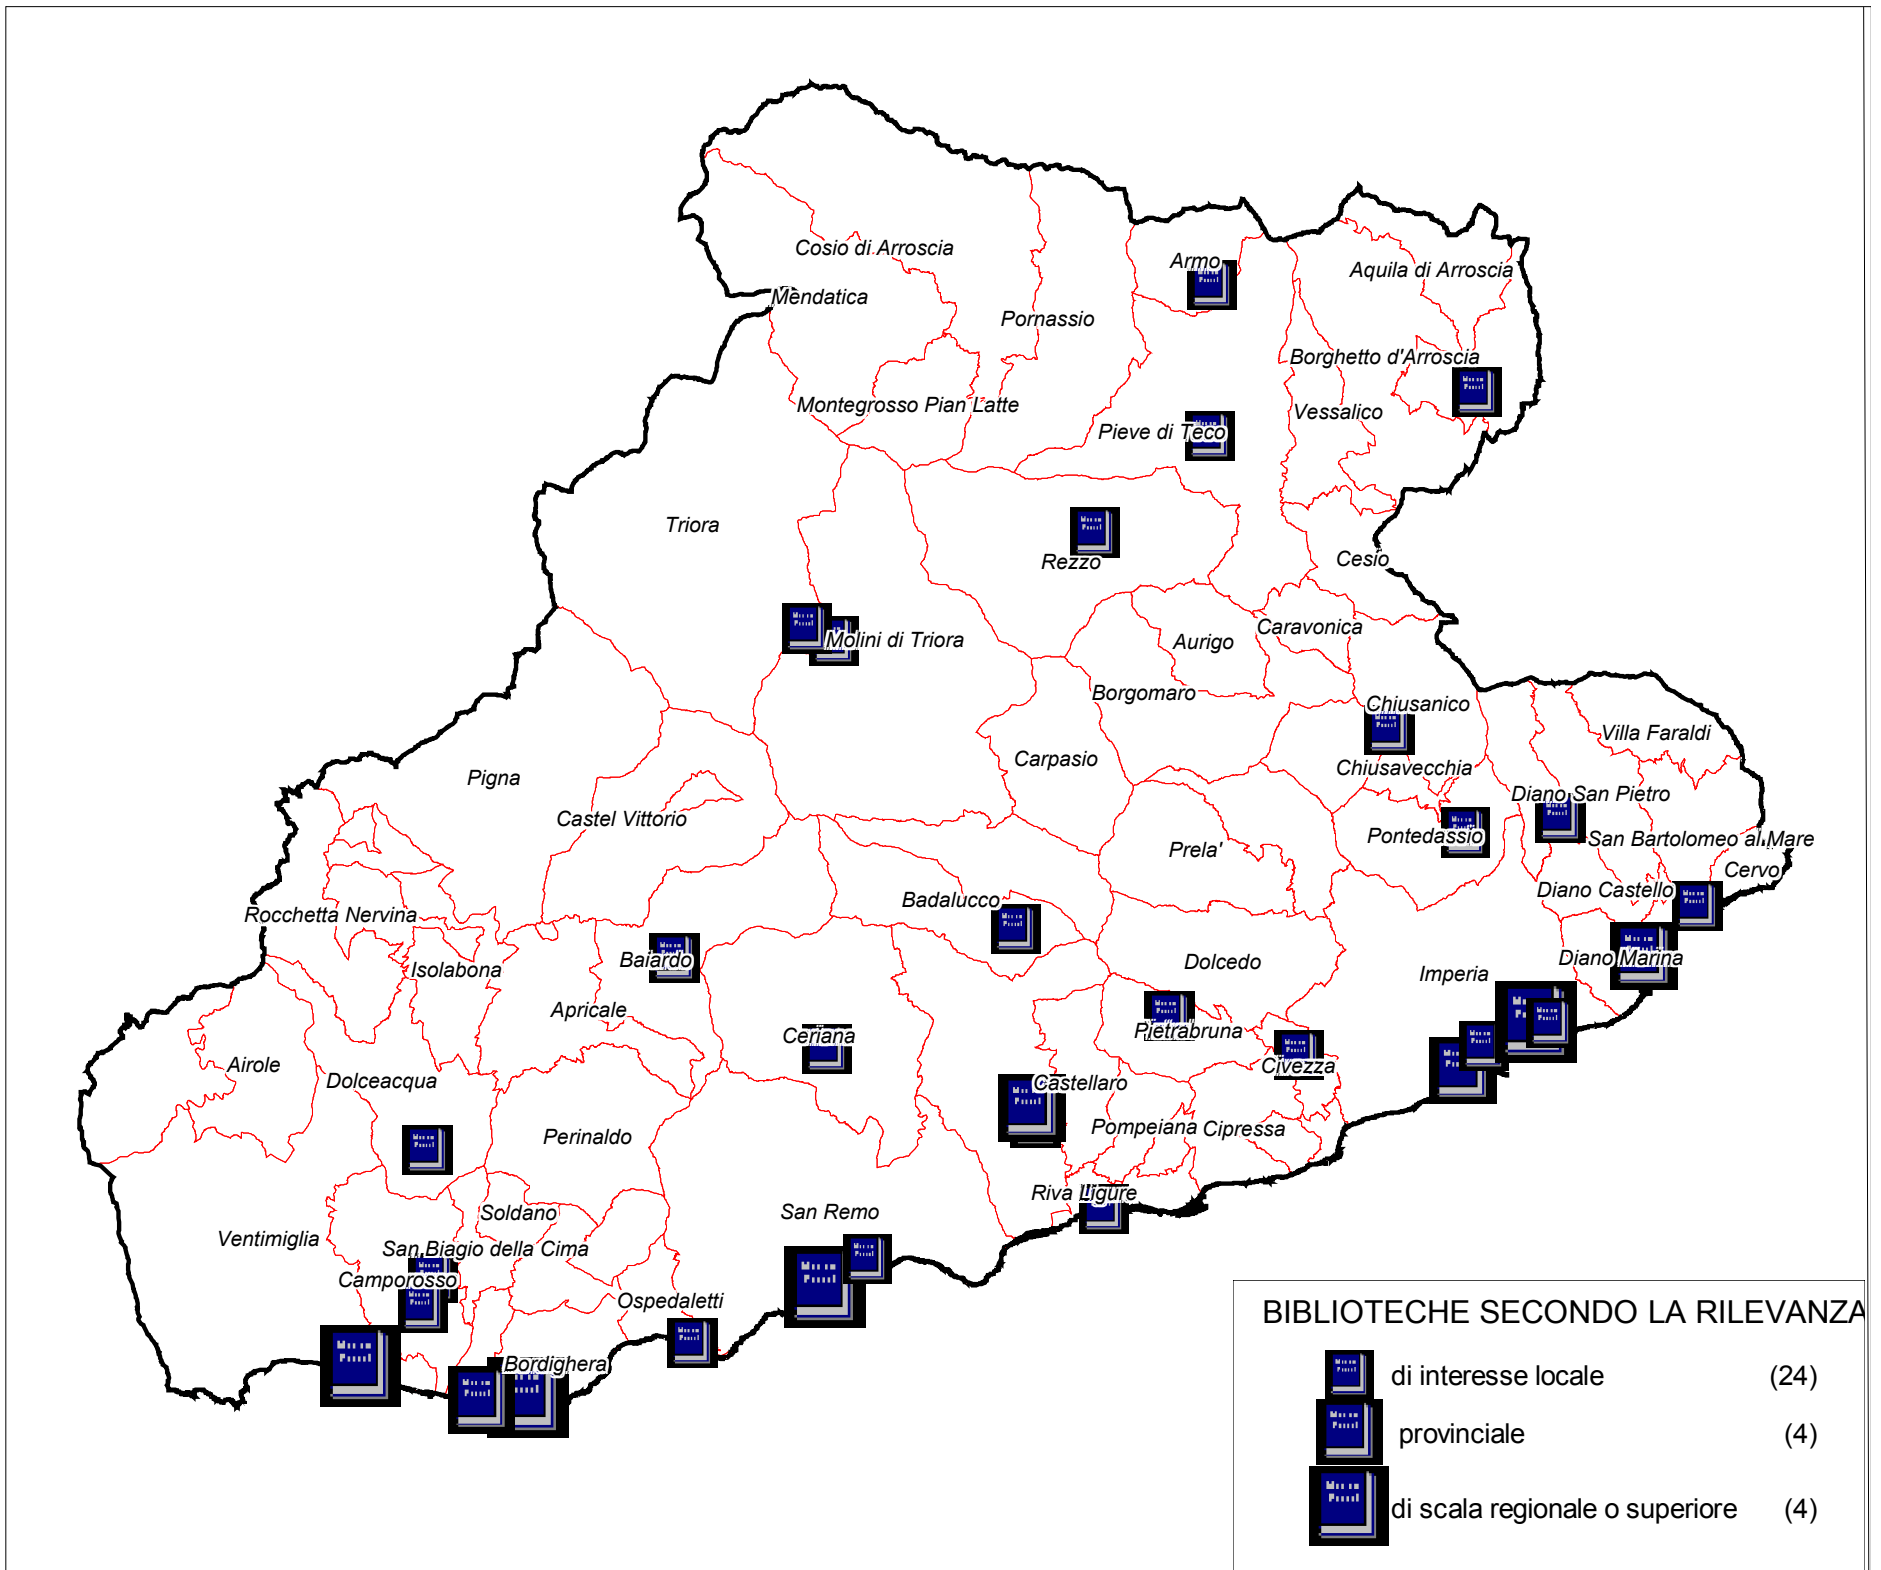 Cosio di Arroscia
Armo
Aquila di Arroscia
Mendatica
Pornassio
Borghetto d'Arroscia
Montegrosso Pian Latte
Vessalico
Pieve di Teco
Triora
Rezzo
Cesio
Molini di Triora
Aurigo
Caravonica
Borgomaro
Chiusanico
Villa Faraldi
Carpasio
Chiusavecchia
Pigna
Castel Vittorio
Diano San Pietro
Pontedassio
San Bartolomeo al Mare
Prela'
Cervo
Diano Castello
Badalucco
Rocchetta Nervina
Isolabona
Baiardo
Dolcedo
Imperia
Diano Marina
Apricale
Ceriana
Pietrabruna
Airole
Dolceacqua
Civezza
Castellaro
Perinaldo
Pompeiana
Cipressa
Riva Ligure
Soldano
San Remo
Ventimiglia
San Biagio della Cima
Camporosso
Ospedaletti
Bordighera
BIBLIOTECHE SECONDO LA RILEVANZA
di interesse locale (24)
provinciale (4)
di scala regionale o superiore (4)